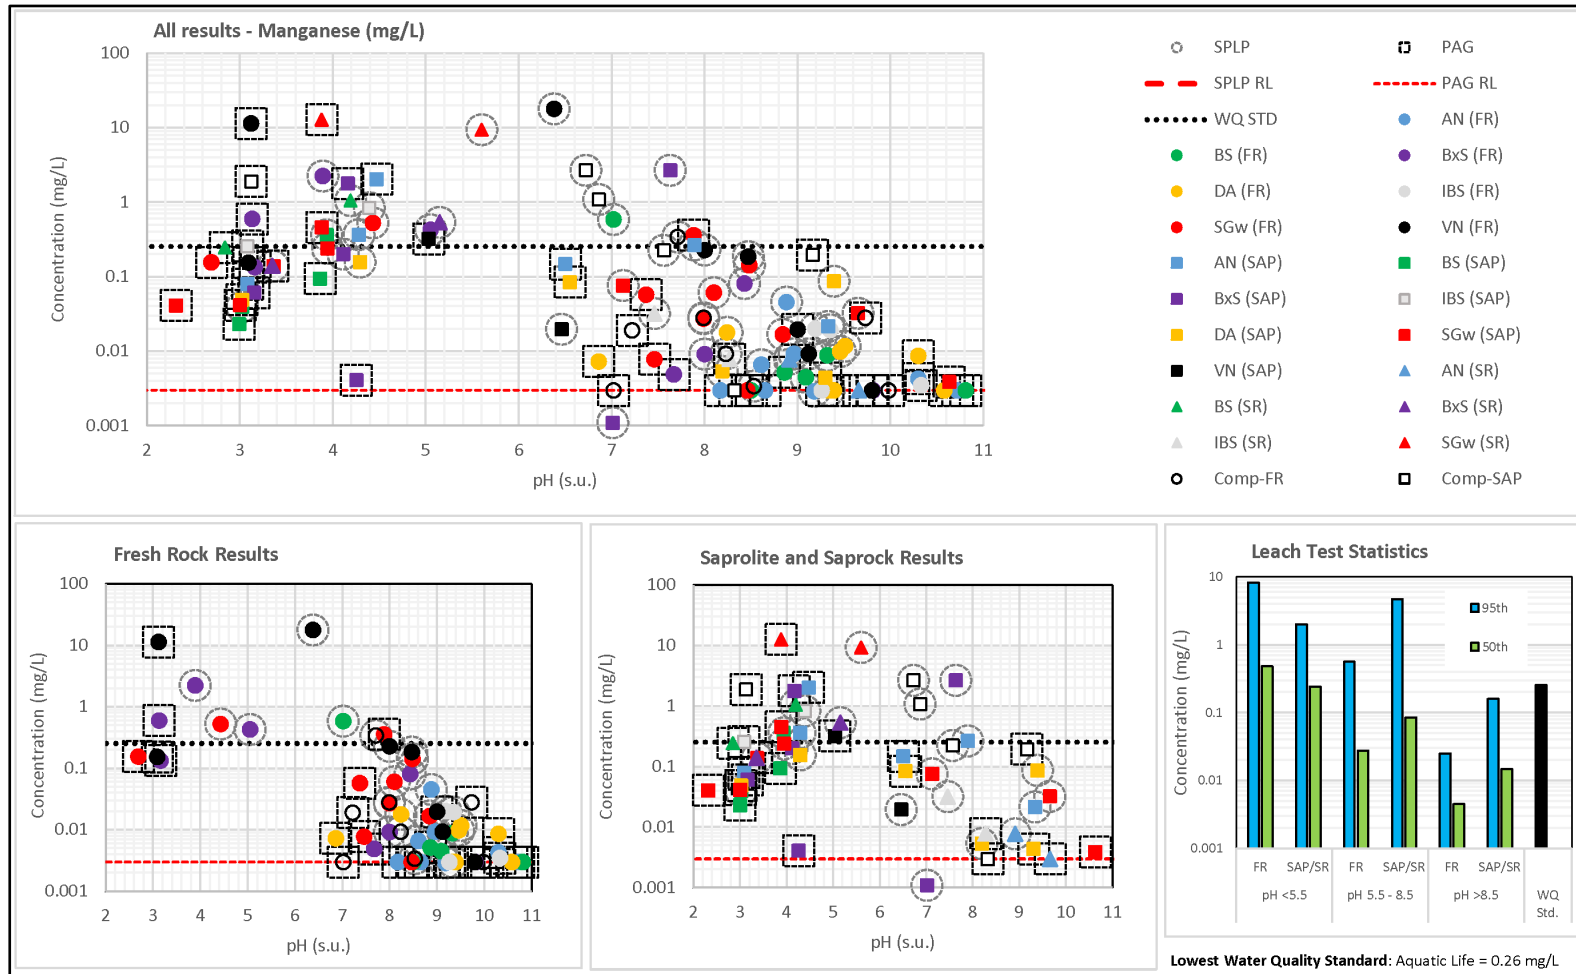 All results - Manganese (mg/L)
100
10
1
0.1
0.01
0.001
Concentration (mg/L)
2 3 4 5 6 7 8 9 10 11
pH (s.u.)
SPLP PAG
SPLP RL PAG RL
WQ STD AN (FR)
BS (FR) BxS (FR)
DA (FR) IBS (FR)
SGw (FR) VN (FR)
AN (SAP) BS (SAP)
BxS (SAP) IBS (SAP)
DA (SAP) SGw (SAP)
VN (SAP) AN (SR)
BS (SR) BxS (SR)
IBS (SR) SGw (SR)
Comp-FR Comp-SAP
Fresh Rock Results
100
10
1
0.1
0.01
0.001
Concentration (mg/L)
2 3 4 5 6 7 8 9 10 11
pH (s.u.)
Saprolite and Saprock Results
100
10
1
0.1
0.01
0.001
Concentration (mg/L)
2 3 4 5 6 7 8 9 10 11
pH (s.u.)
Leach Test Statistics
10
1
0.1
0.01
0.001
Concentration (mg/L)
95th
50th
FR SAP/SR FR SAP/SR FR SAP/SR WQ
pH <5.5 pH 5.5 - 8.5 pH >8.5 Std.
Lowest Water Quality Standard: Aquatic Life = 0.26 mg/L